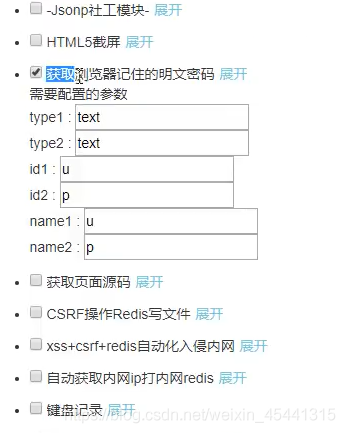 -Jsonp社工模块- 展开
HTML5截屏 展开
获取浏览器记住的明文密码 展开
需要配置的参数
type1 : text
type2 : text
id1 : u
id2 : p
name1 : u
name2 : p
获取页面源码 展开
CSRF操作Redis写文件 展开
xss+csrf+redis自动化入侵内网 展开
自动获取内网ip打内网redis 展开
键盘记录 展开
https://blog.csdn.net/weixin_45441315